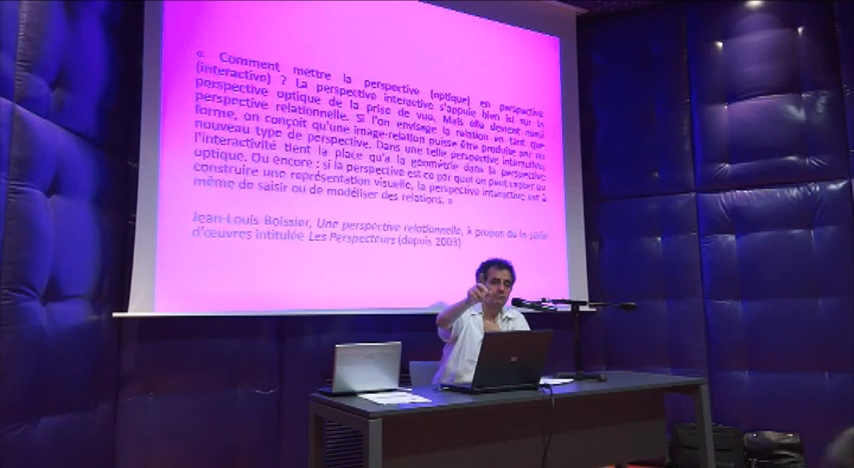 « Comment mettre la perspective (optique) en perspective
(interactive) ? La perspective interactive s'appuie bien ici sur la
perspective optique de la prise de vue. Mais elle devient aussi
perspective relationnelle. Si l'on envisage la relation en tant que
forme, on conçoit qu'une image-relation puisse être produite par un
nouveau type de perspective. Dans une telle perspective interactive,
l'interactivité tient la place qu'a la géométrie dans la perspective
optique. Ou encore : si la perspective est ce par quoi on peut capter ou
construire une représentation visuelle, la perspective interactive est à
même de saisir ou de modéliser des relations. »
Jean-Louis Boissier, Une perspective relationnelle, à propos de la série
d'œuvres intitulée Les Perspecteurs (depuis 2003)